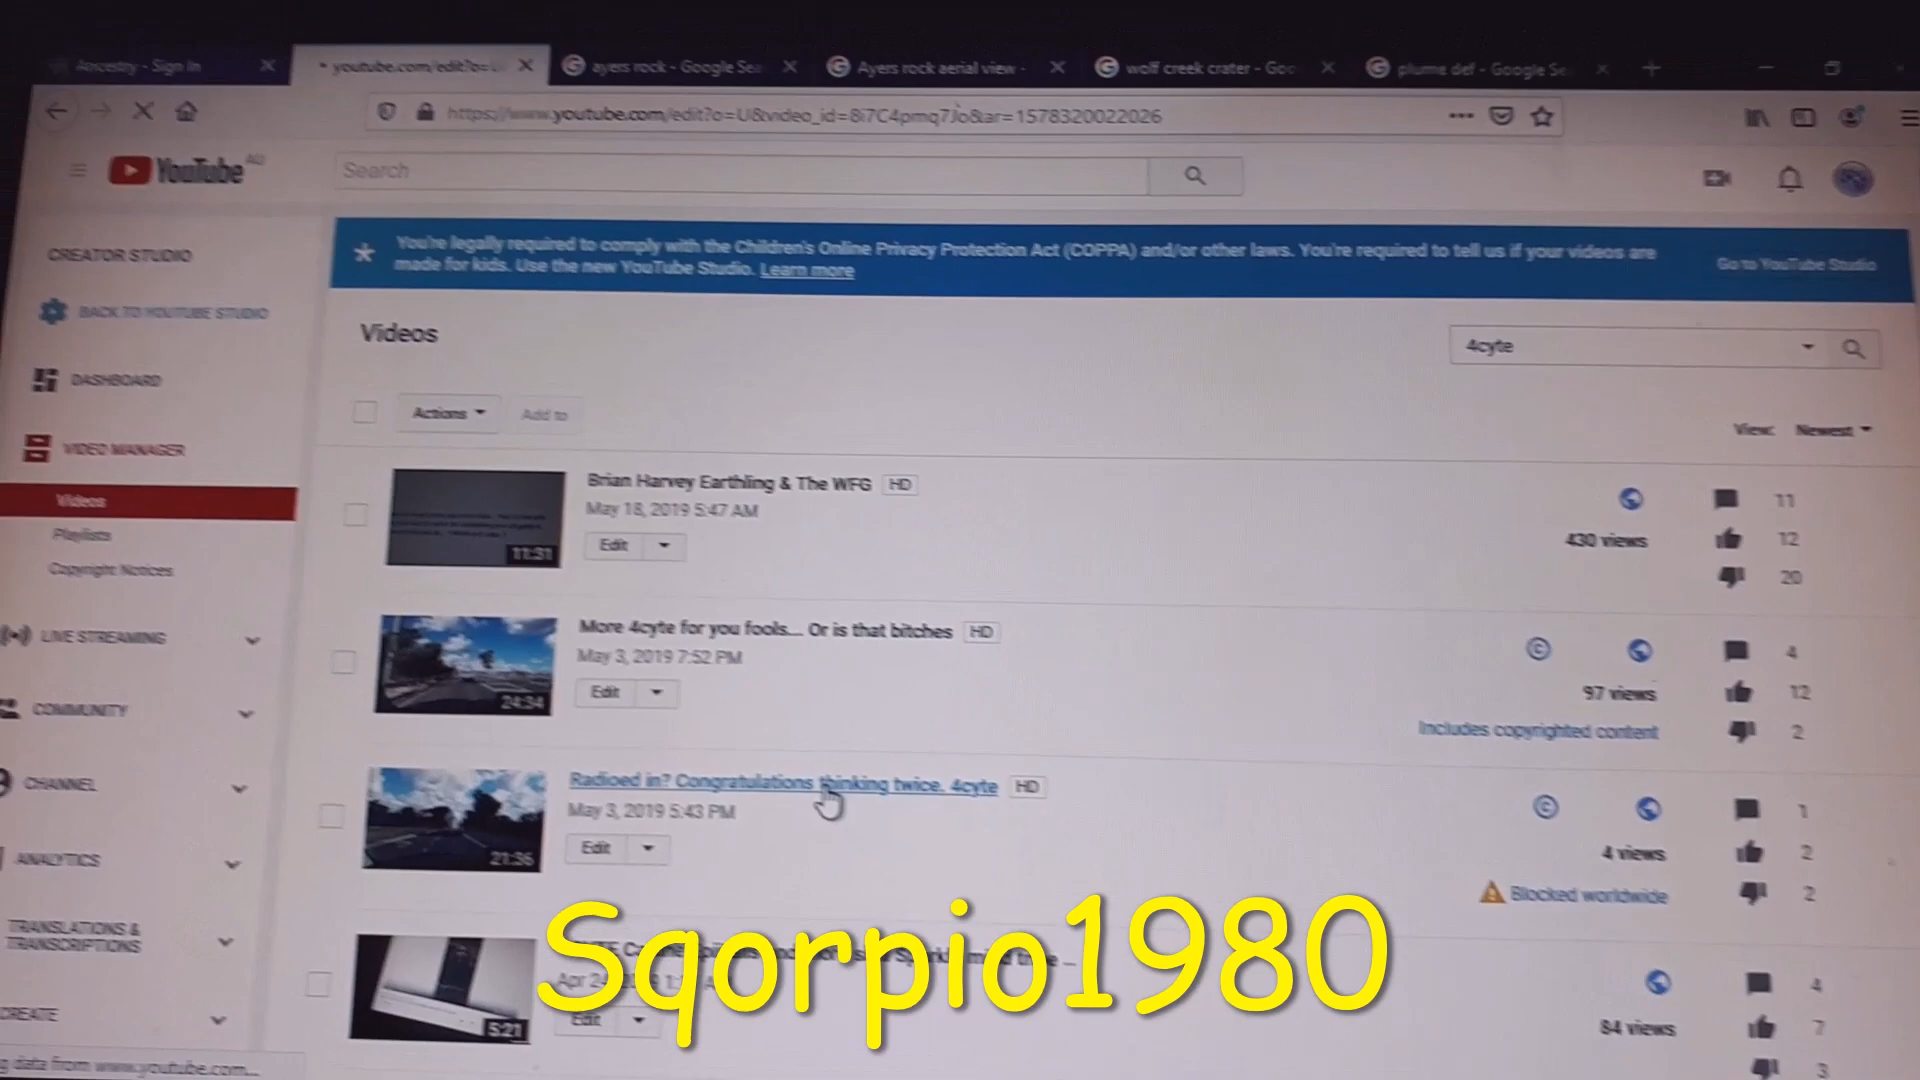 Ancestry - Sign In
youtube.com/edit?o=U
ayers rock - Google Sea
Ayers rock aerial view -
wolf creek crater - Goo
plume def - Google Se
https://www.youtube.com/edit?o=U&video_id=8i7C4pmq7Jo&ar=1578320022026
YouTube AU
Search
CREATOR STUDIO
You're legally required to comply with the Children's Online Privacy Protection Act (COPPA) and/or other laws. You're required to tell us if your videos are
made for kids. Use the new YouTube Studio. Learn more
Go to YouTube Studio
BACK TO YOUTUBE STUDIO
DASHBOARD
VIDEO MANAGER
Videos
Playlists
Copyright Notices
LIVE STREAMING
COMMUNITY
CHANNEL
ANALYTICS
TRANSLATIONS &
TRANSCRIPTIONS
CREATE
Videos
4cyte
Actions
Add to
View:
Newest
Brian Harvey Earthling & The WFG HD
May 18, 2019 5:47 AM
11:31
Edit
430 views
11
12
20
More 4cyte for you fools... Or is that bitches HD
May 3, 2019 7:52 PM
24:34
Edit
97 views
Includes copyrighted content
4
12
2
Radioed in? Congratulations thinking twice. 4cyte HD
May 3, 2019 5:43 PM
21:36
Edit
4 views
Blocked worldwide
1
2
2
Apr 24
5:21
Edit
84 views
4
7
3
Sqorpio1980
data from www.youtube.com...